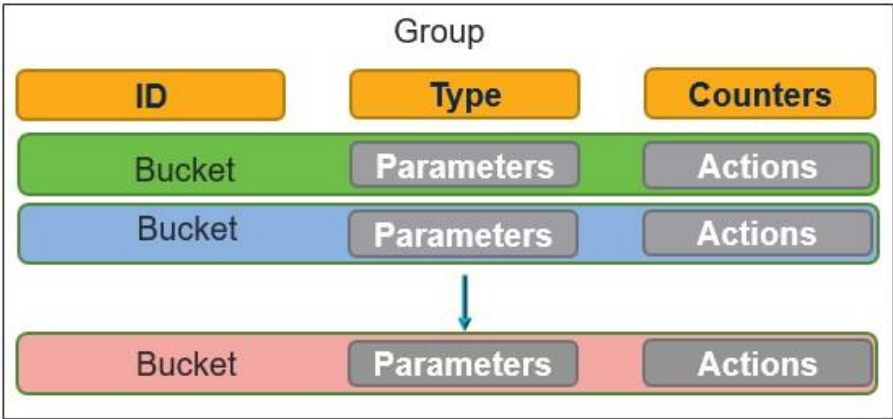 Group
ID Type Counters
Bucket Parameters Actions
Bucket Parameters Actions
Bucket Parameters Actions